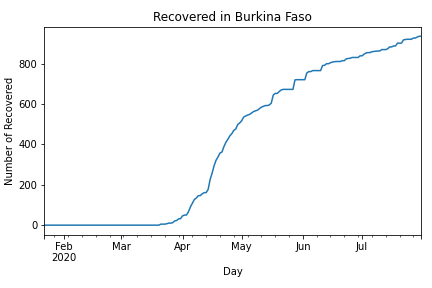 Recovered in Burkina Faso
Number of Recovered
800
600
400
200
0
Feb
2020
Mar
Apr
May
Jun
Jul
Day